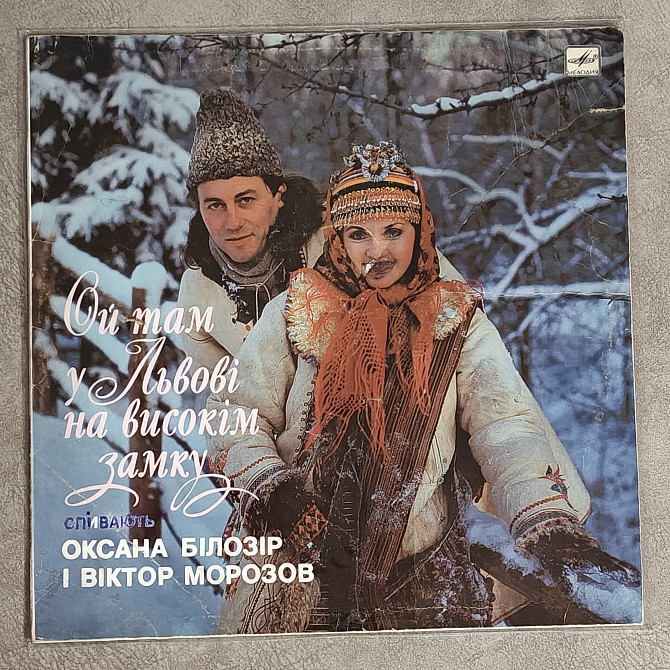 МЕЛОДИЯ
Ой там
у Львові
на високім
замку
СПІВАЮТЬ
ОКСАНА БІЛОЗІР
І ВІКТОР МОРОЗОВ